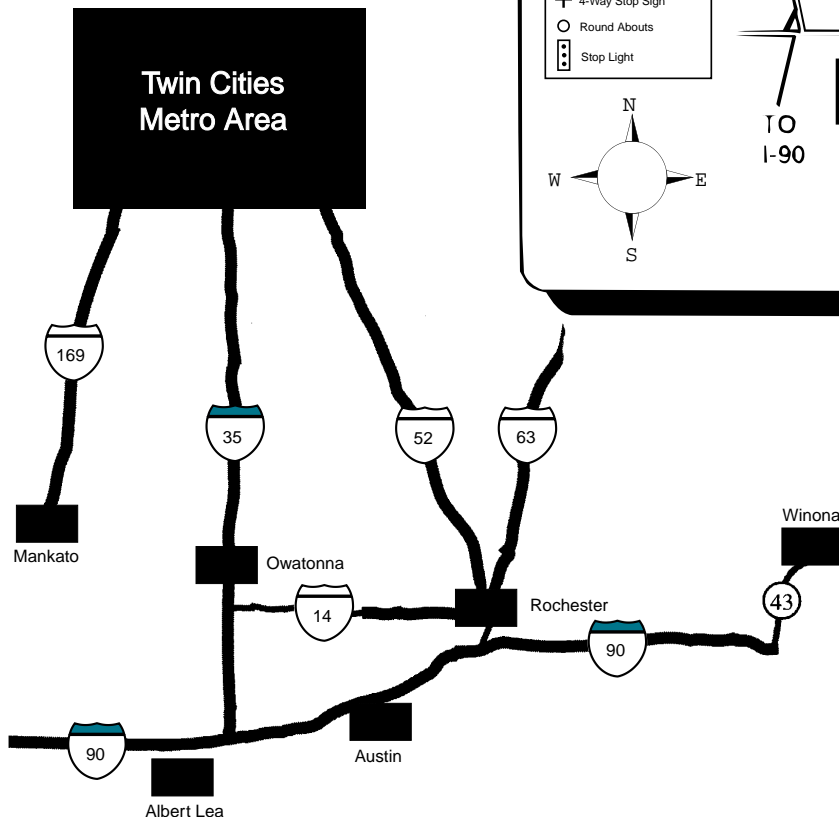 4-Way Stop Sign
Round Abouts
Stop Light
Twin Cities
Metro Area
N
W
E
S
TO
I-90
169
35
52
63
Mankato
Owatonna
14
Rochester
Winona
43
90
90
Austin
Albert Lea